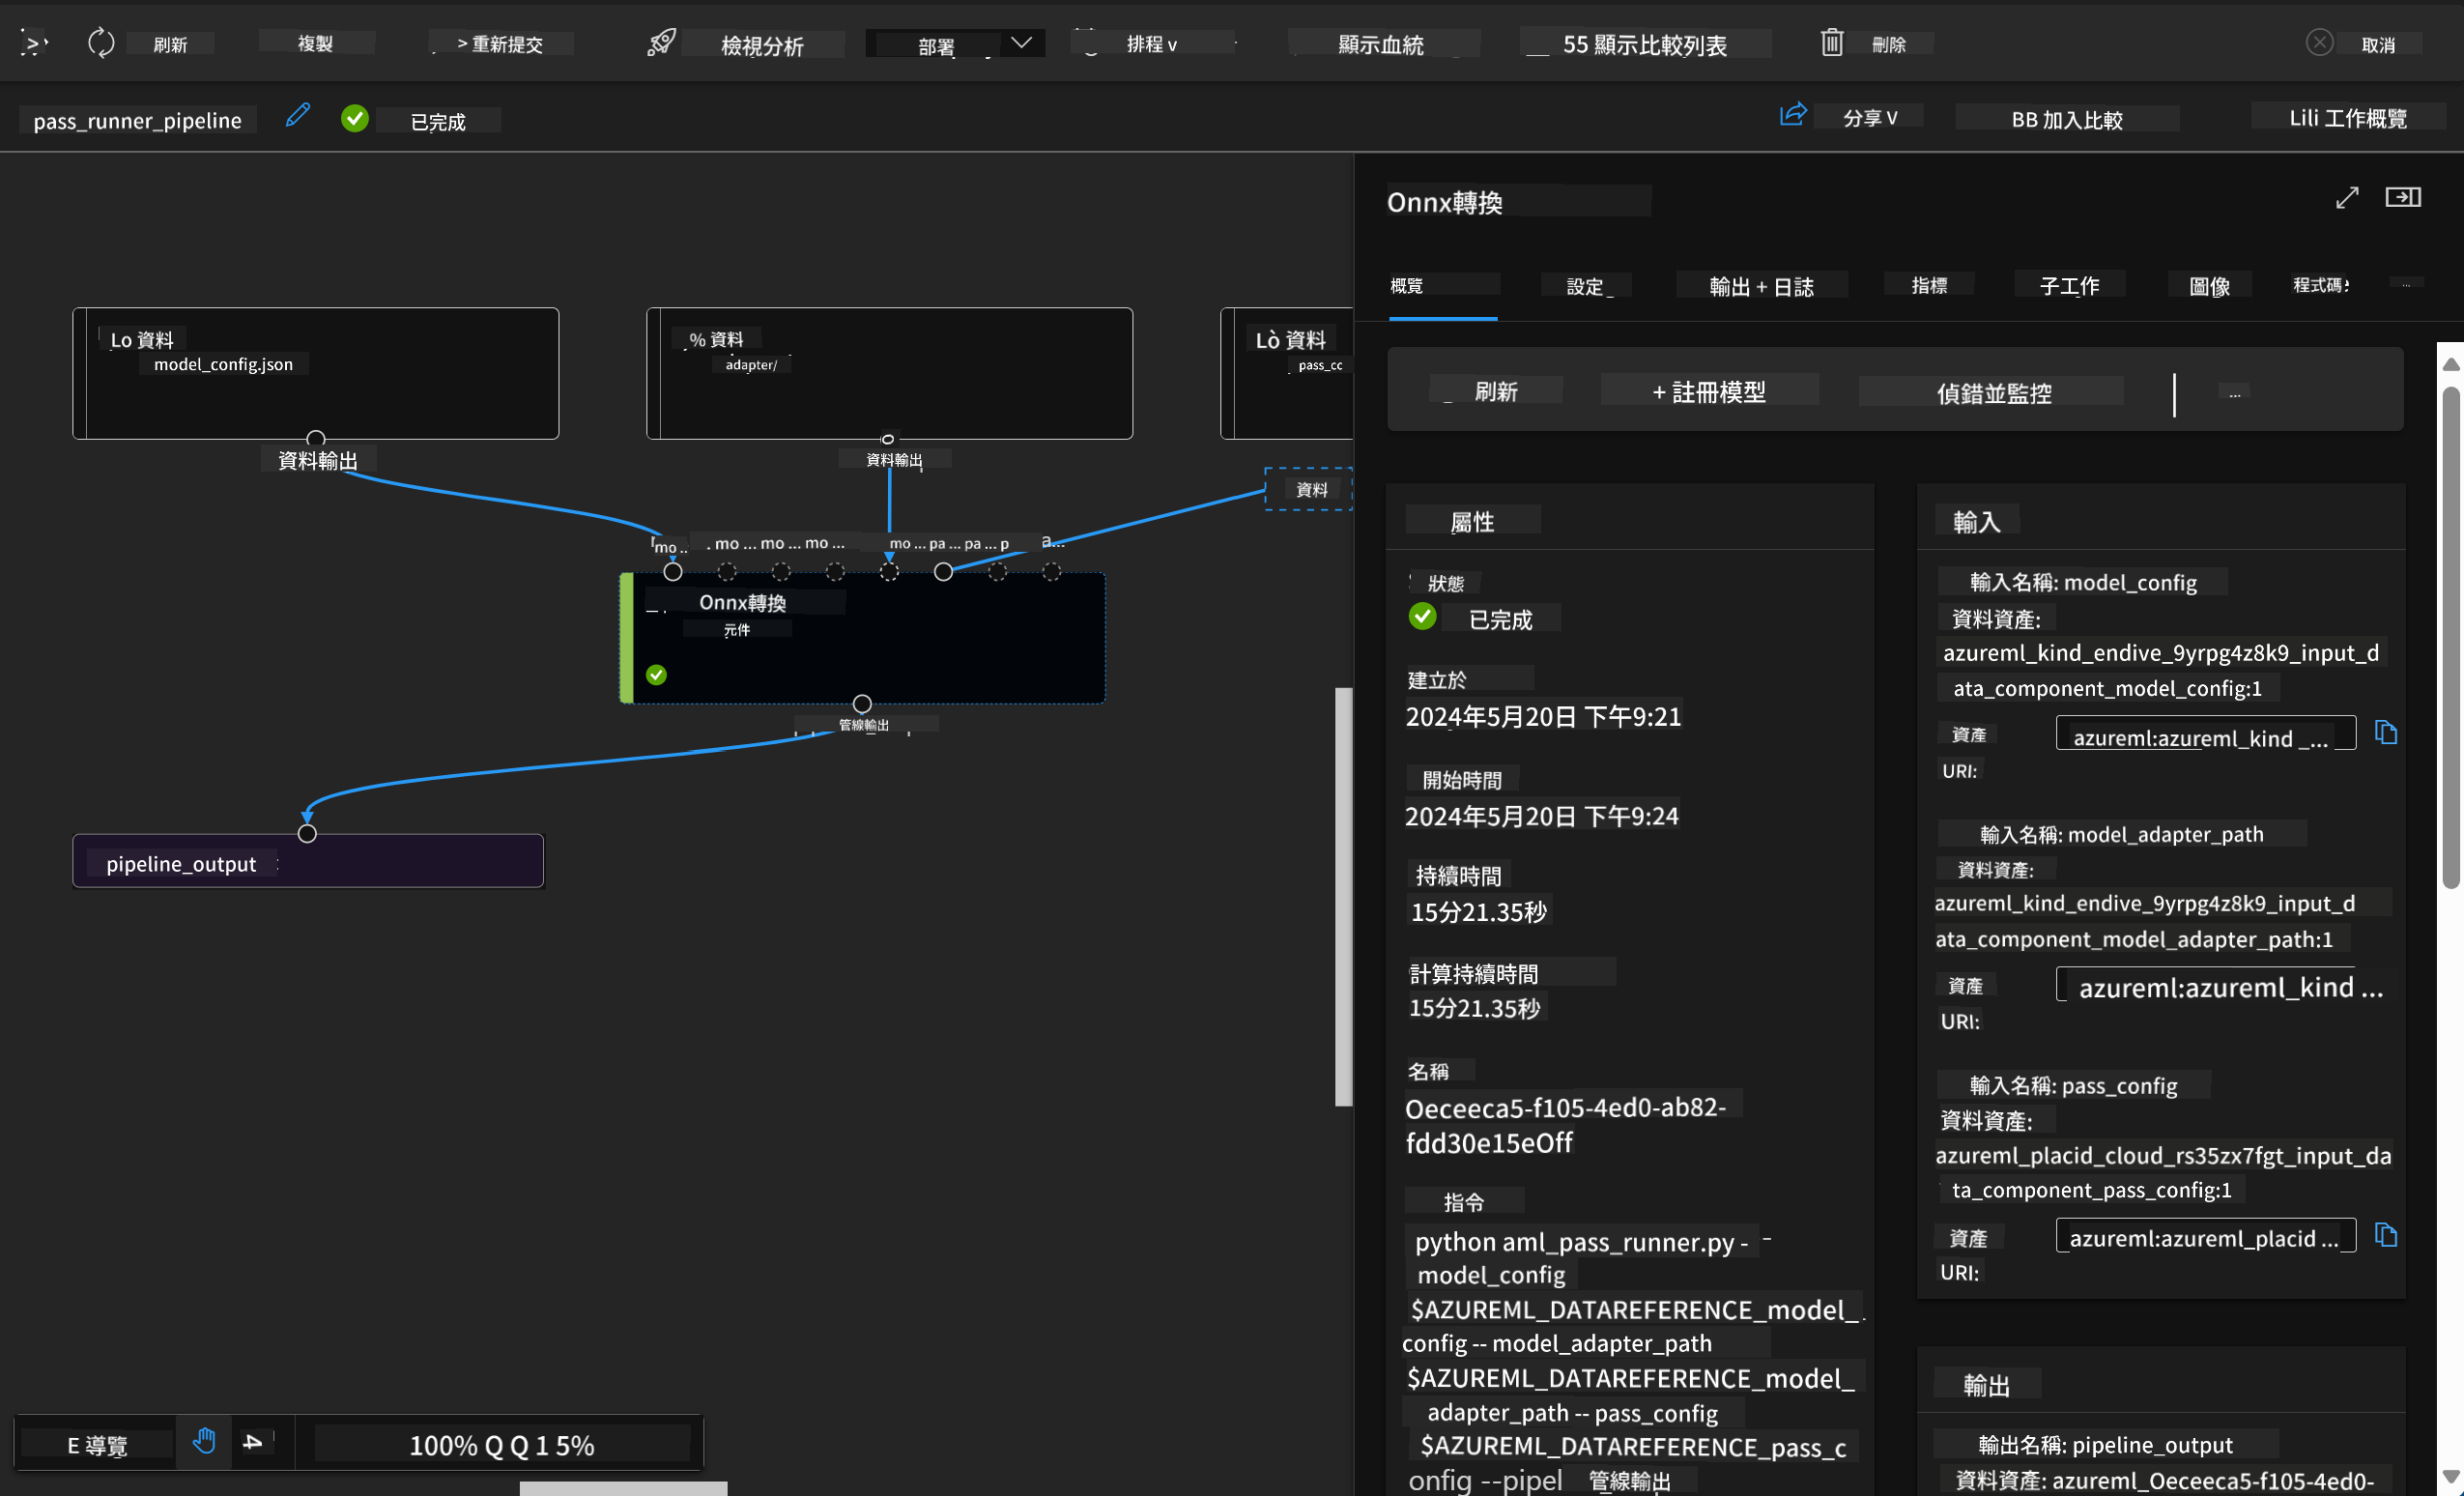 刷新
複製
> 重新提交
檢視分析
部署
排程 v
顯示血統
55 顯示比較列表
刪除
取消
pass_runner_pipeline
已完成
分享 V
BB 加入比較
Lili 工作概覽
Lo 資料
model_config.json
資料輸出
% 資料
adapter/
資料輸出
Lò 資料
pass_cc
資料
mo ..
. mo ... mo ... mo ...
mo ... pa ... pa ... p
a...
Onnx轉換
元件
管線輸出
pipeline_output
E 導覽
100% Q Q 1 5%
Onnx轉換
概覽
設定
輸出 + 日誌
指標
子工作
圖像
程式碼
...
刷新
+ 註冊模型
偵錯並監控
...
屬性
狀態
已完成
建立於
2024年5月20日 下午9:21
開始時間
2024年5月20日 下午9:24
持續時間
15分21.35秒
計算持續時間
15分21.35秒
名稱
Oeceeca5-f105-4ed0-ab82-
fdd30e15eOff
指令
python aml_pass_runner.py - -
model_config
$AZUREML_DATAREFERENCE_model_
config -- model_adapter_path
$AZUREML_DATAREFERENCE_model_
adapter_path -- pass_config
$AZUREML_DATAREFERENCE_pass_c
onfig --pipel 管線輸出
輸入
輸入名稱: model_config
資料資產:
azureml_kind_endive_9yrpg4z8k9_input_d
ata_component_model_config:1
資產
azureml:azureml_kind _...
URI:
輸入名稱: model_adapter_path
資料資產:
azureml_kind_endive_9yrpg4z8k9_input_d
ata_component_model_adapter_path:1
資產
azureml:azureml_kind ...
URI:
輸入名稱: pass_config
資料資產:
azureml_placid_cloud_rs35zx7fgt_input_da
ta_component_pass_config:1
資產
azureml:azureml_placid ...
URI:
輸出
輸出名稱: pipeline_output
資料資產: azureml_Oeceeca5-f105-4ed0-